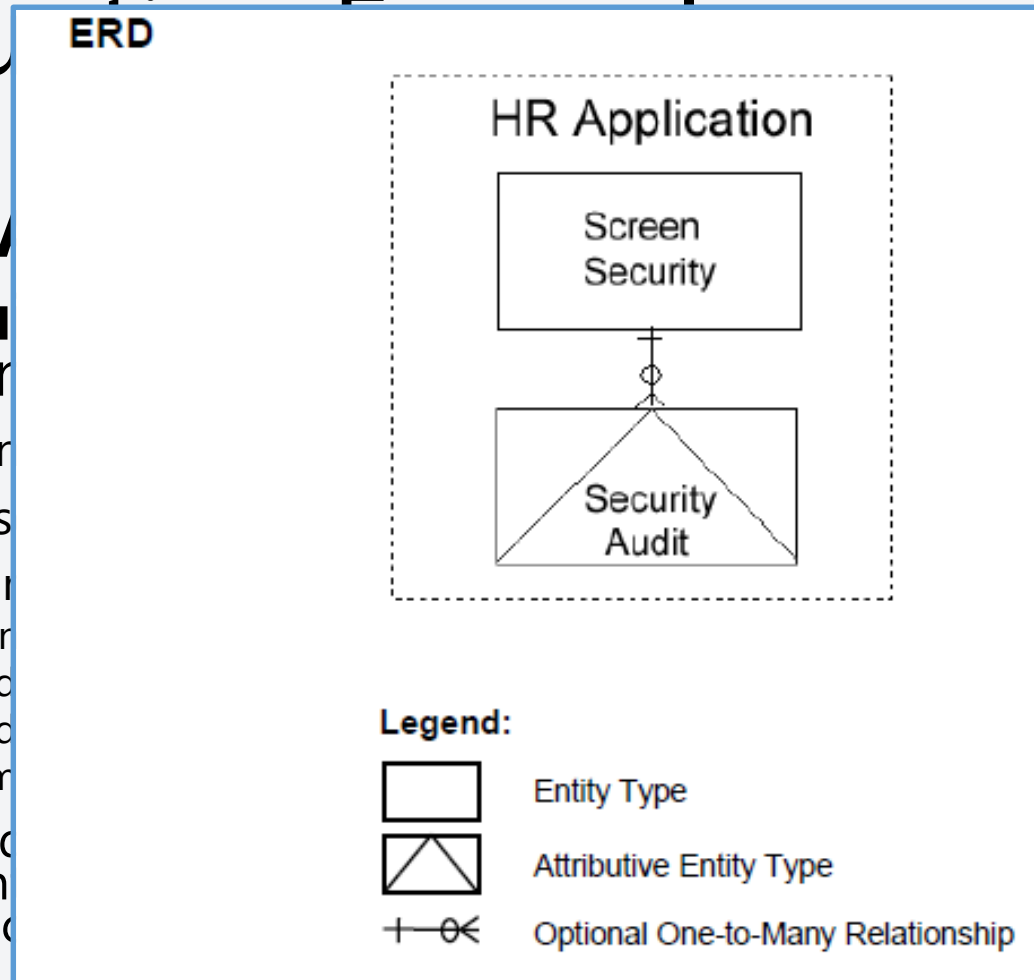 ERD
HR Application
Screen
Security
Security
Audit
Legend:
Entity Type
Attributive Entity Type
Optional One-to-Many Relationship